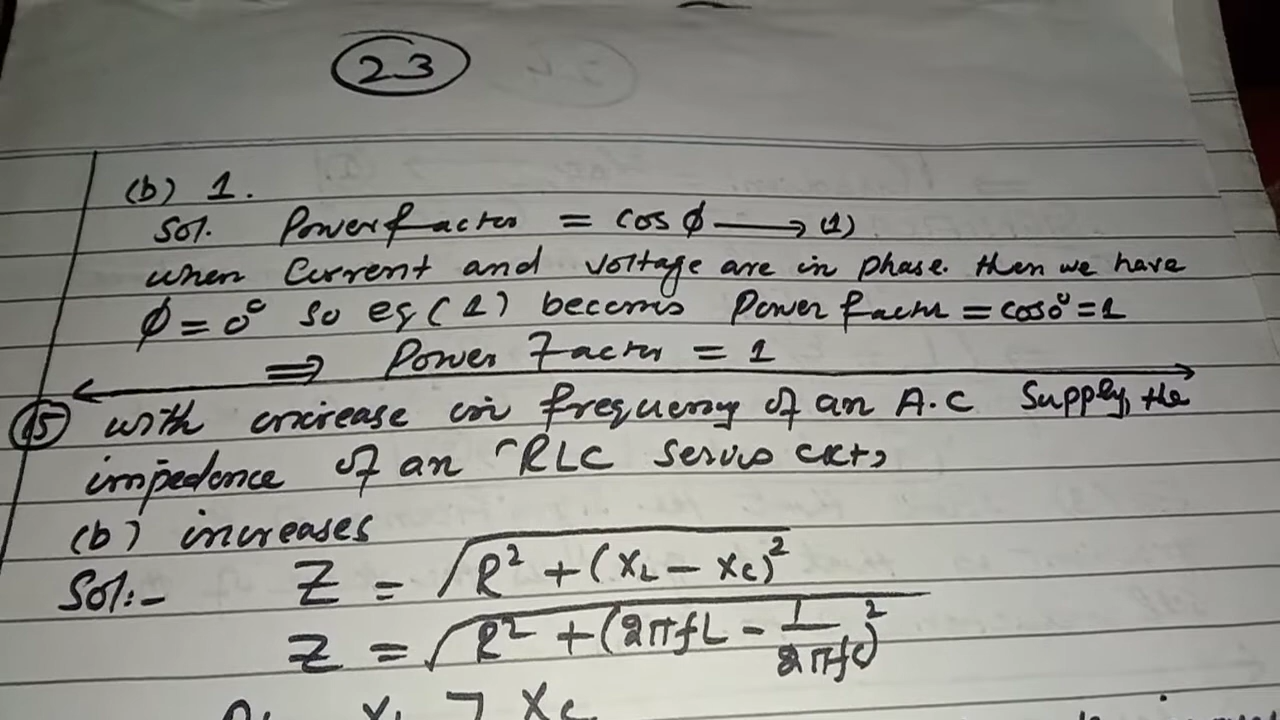 23
(b) 1.
Sol. Power factor = cos ϕ ⟶ (1)
when Current and voltage are in phase. then we have
ϕ = 0° so eq (1) becomes Power factor = cos0° = 1
⇒ Power Factor = 1
15 with increase in frequency of an A.C Supply, the
impedance of an RLC series ckt,
(b) increases
Sol:- Z = √R² + (XL − XC)²
Z = √R² + (2πfL − 1/2πfC)²
XL > XC